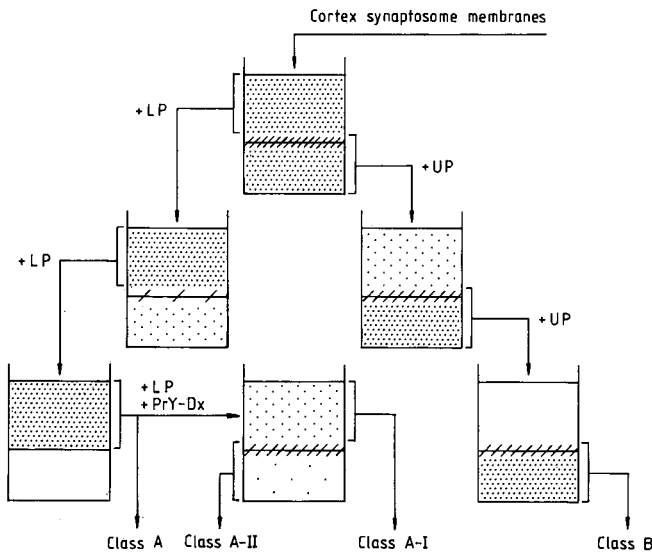 Cortex synaptosome membranes
+LP
+UP
+LP
+UP
+LP
+PrY-Dx
Class A
Class A-II
Class A-I
Class B